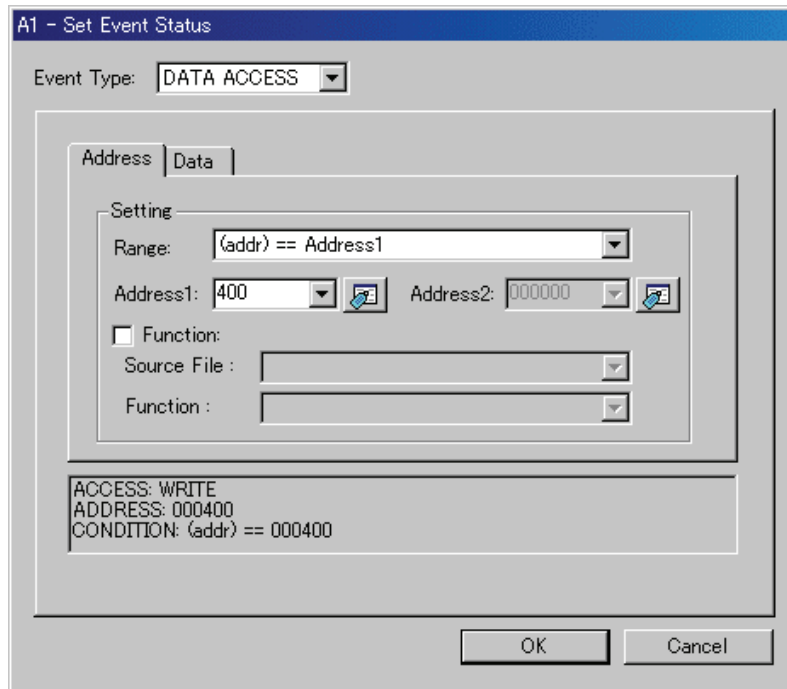 A1 - Set Event Status
Event Type: DATA ACCESS
Address Data
Setting
Range: (addr) == Address1
Address1: 400 Address2: 000000
Function:
Source File :
Function :
ACCESS: WRITE
ADDRESS: 000400
CONDITION: (addr) == 000400
OK Cancel